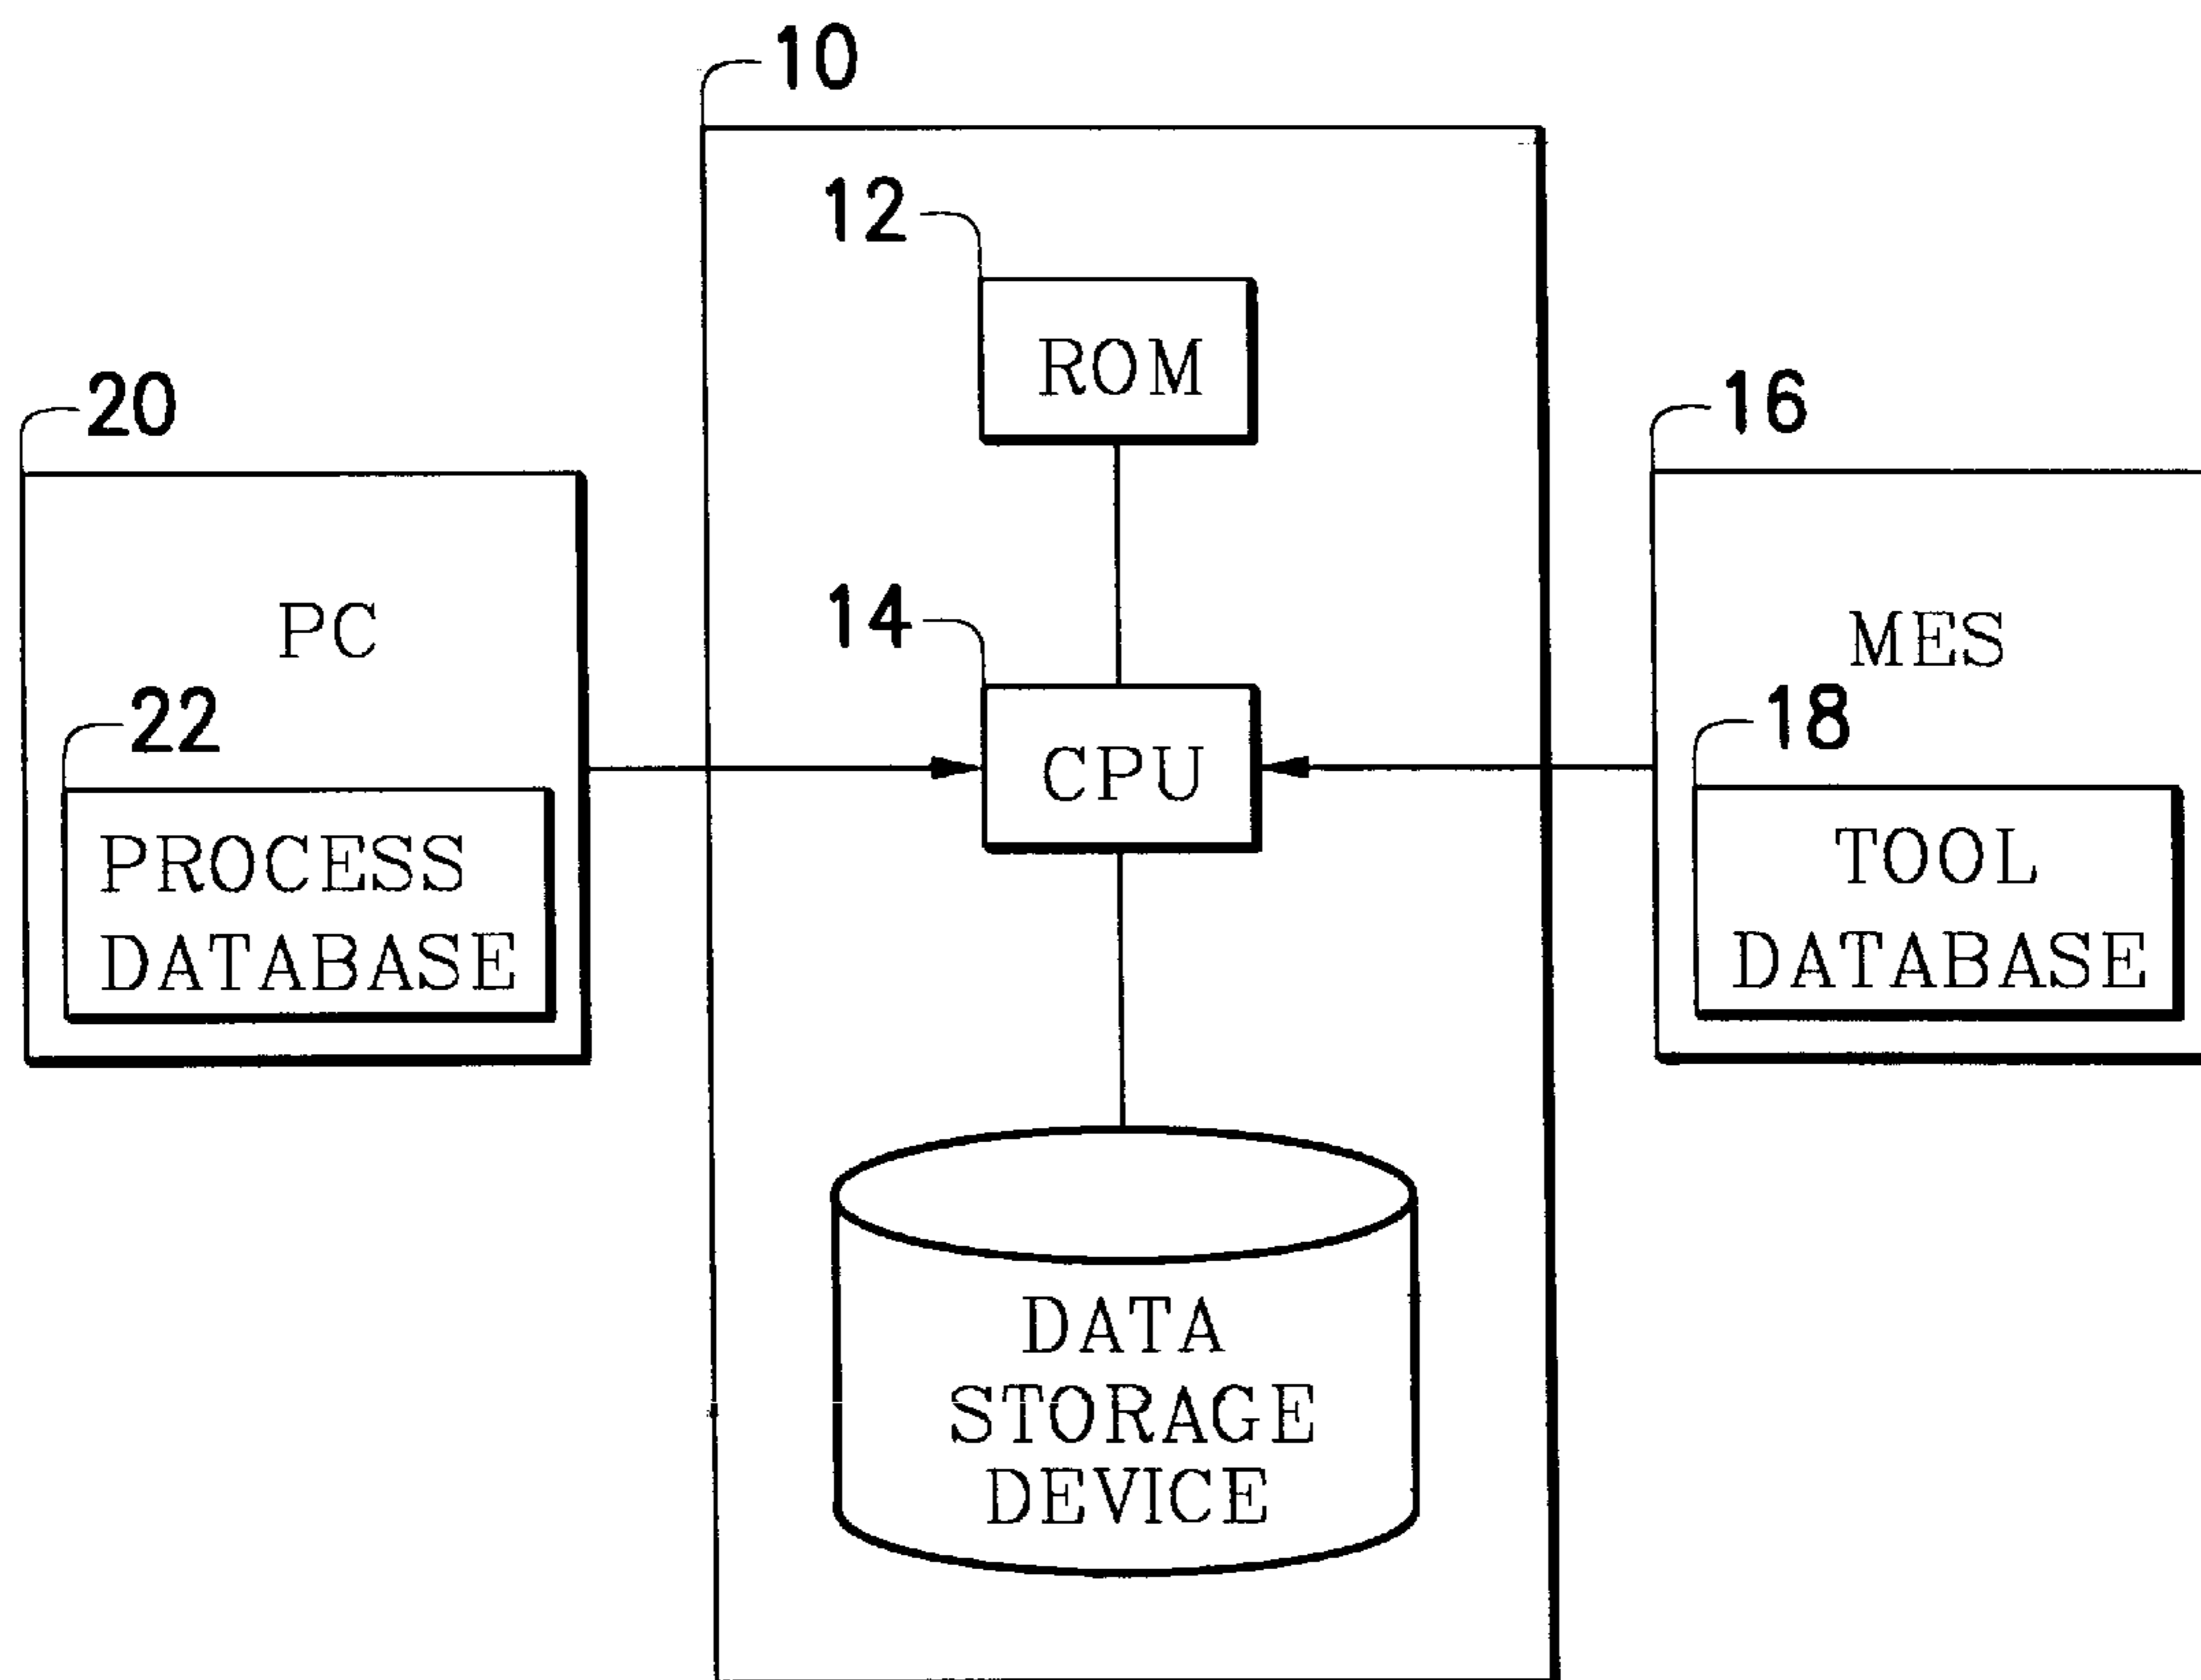 10
12
ROM
20
16
PC
14
MES
22
18
CPU
PROCESS
DATABASE
TOOL
DATABASE
DATA
STORAGE
DEVICE